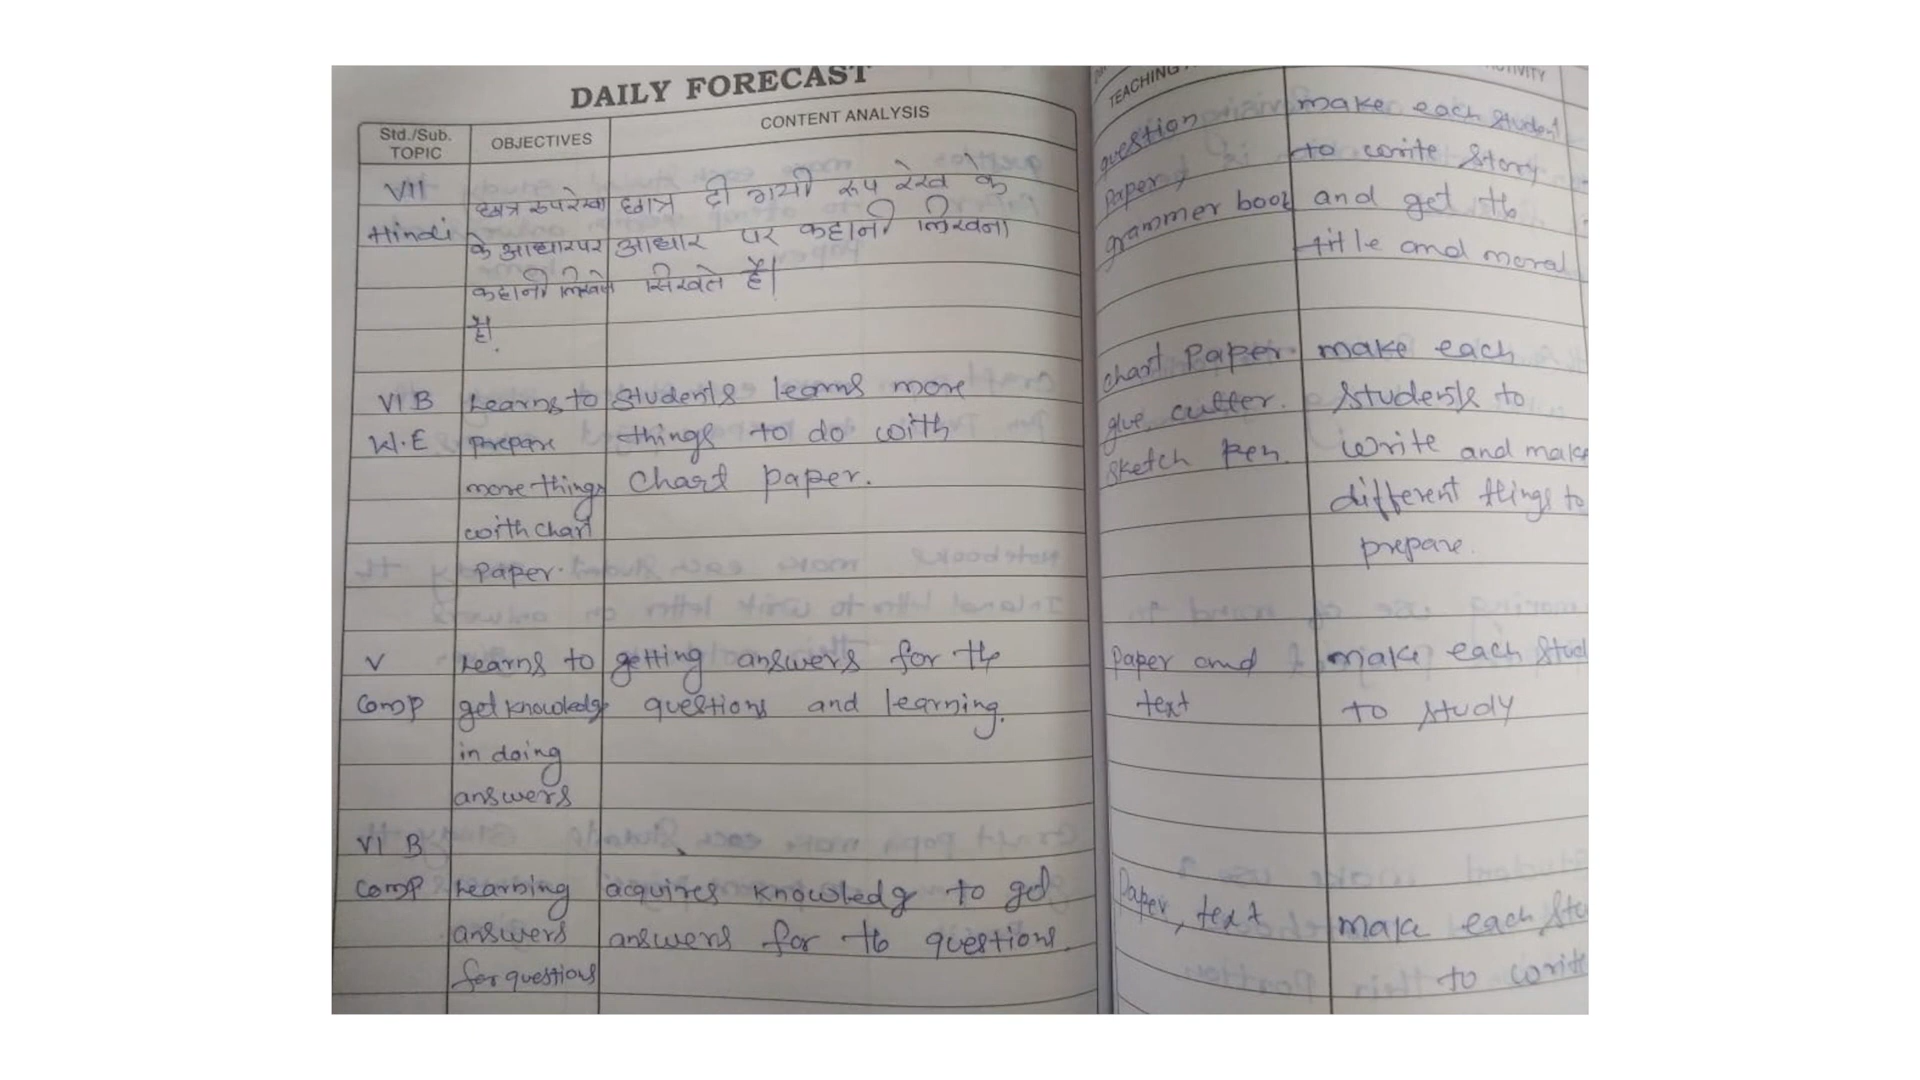 DAILY FORECAST
Std./Sub. TOPIC
OBJECTIVES
CONTENT ANALYSIS
VII
Hindi
छात्र रुपरेखा
के आधारपर
कहानी लिखते
है.
छात्र दी गयी रूप रेखे के
आधार पर कहानी लिखना
सिखते है|
VI B
W.E
Learns to
prepare
more things
with chart
paper.
Students learns more
things to do with
Chart paper.
V
Comp
Learns to
get knowledg
in doing
answers
getting answers for the
questions and learning.
VI B
Comp
Learning
answers
for questions
acquires knowledg to get
answers for the questions.
TEACHING
question
paper,
grammer book
make each student
to write story
and get the
title and moral
chart paper.
glue, cutter.
sketch pen.
make each
students to
write and make
different things to
prepare.
paper and
text
make each stud
to study
Paper, text
make each stu
to write